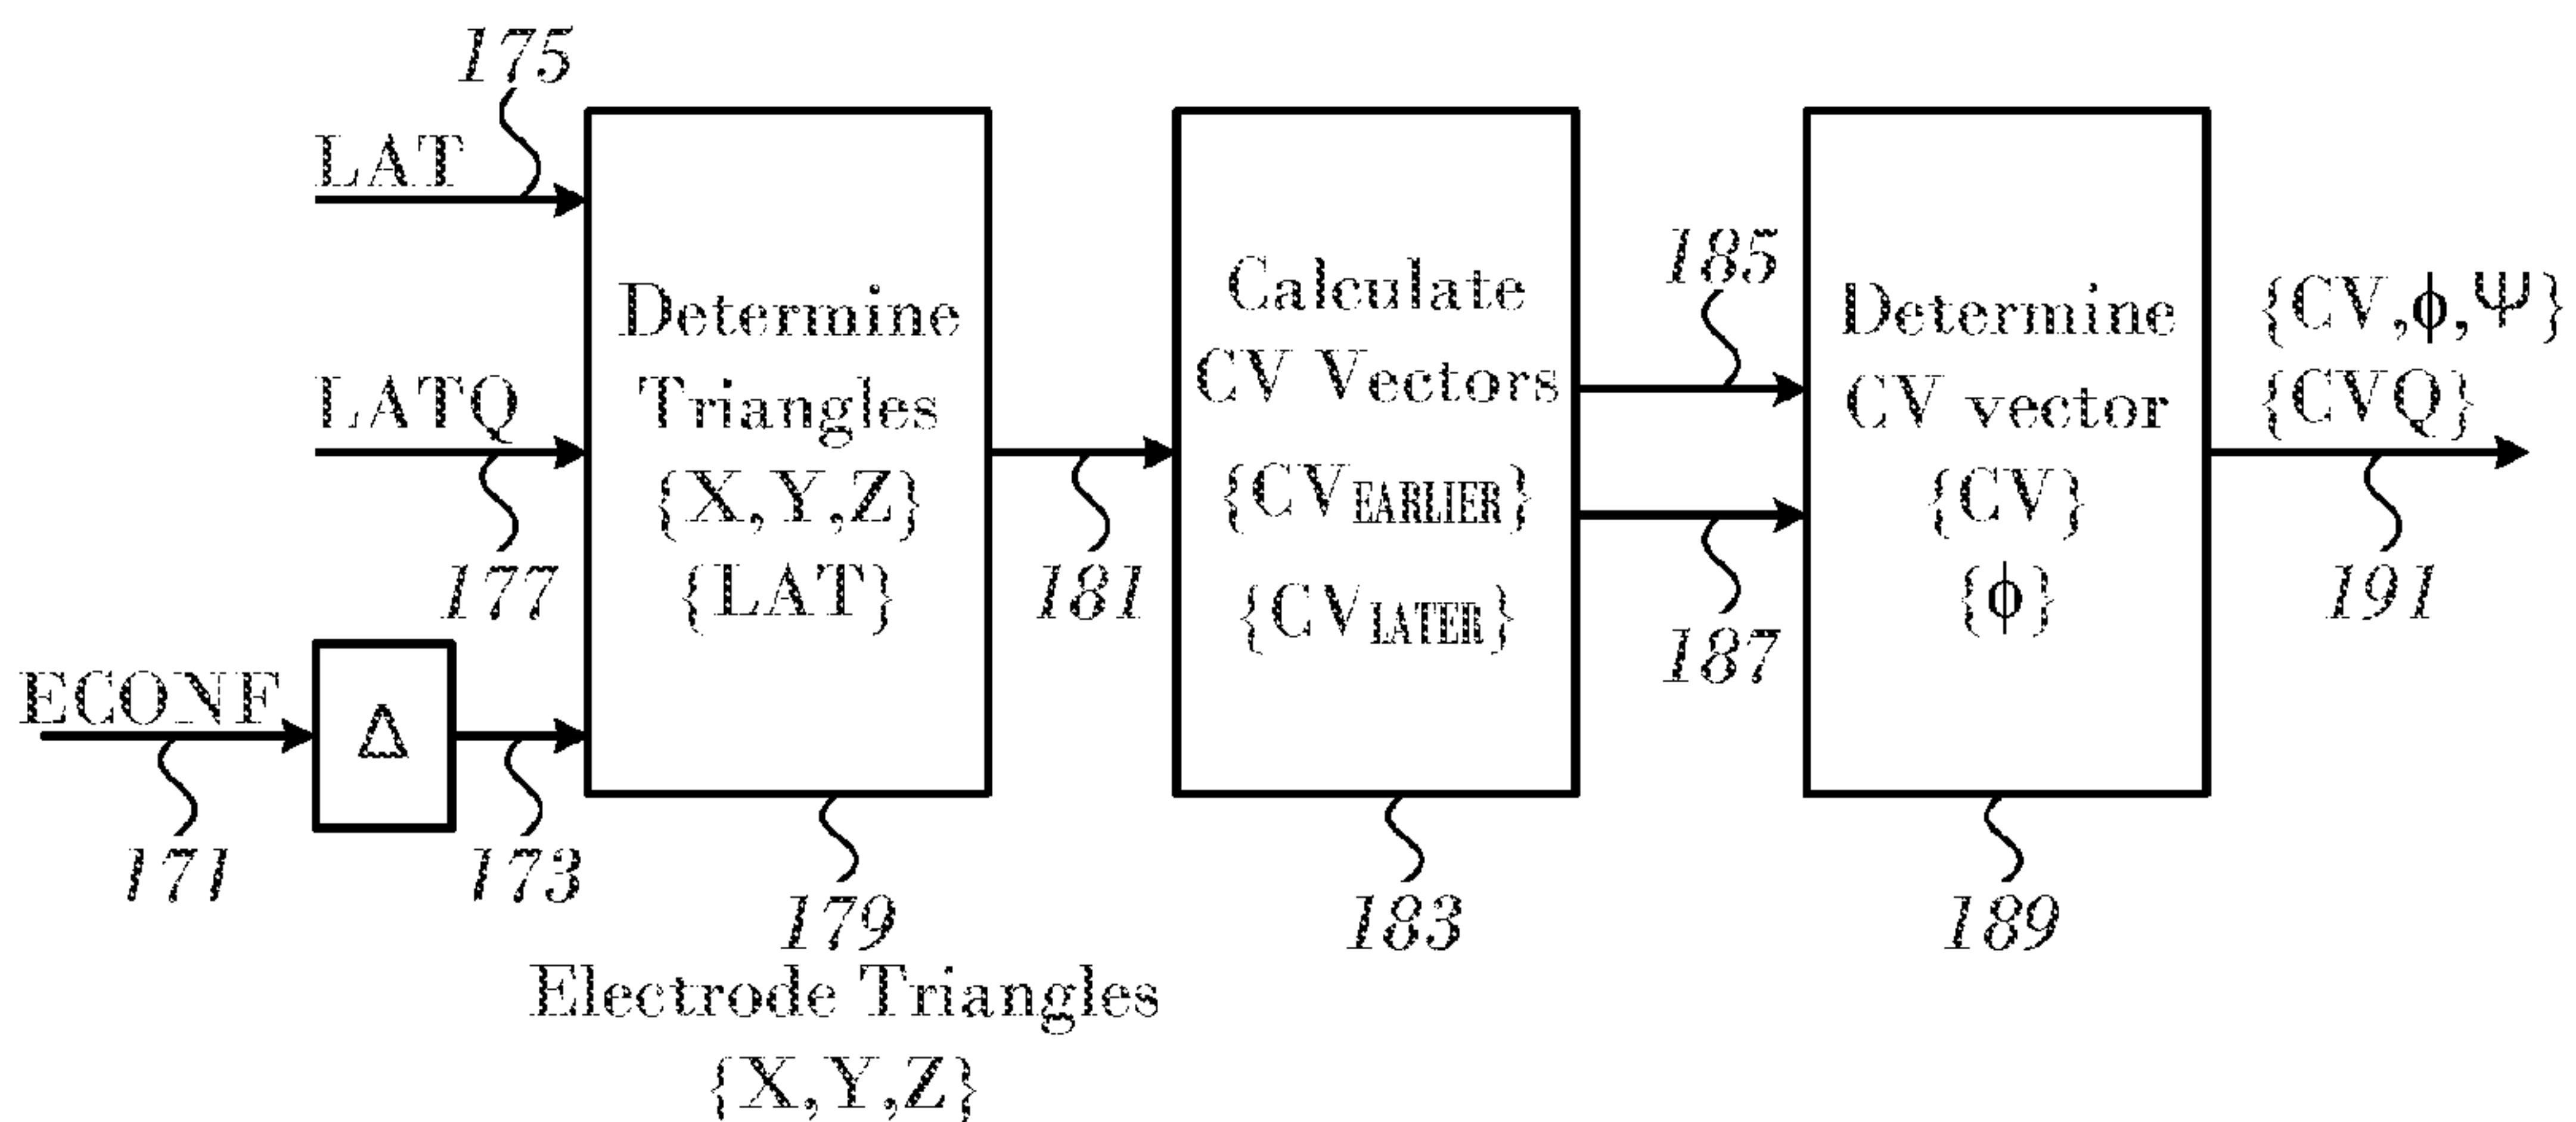 175
LAT
LATQ
177
ECONF
171
Δ
173
Determine
Triangles
{X,Y,Z}
{LAT}
179
Electrode Triangles
{X,Y,Z}
181
Calculate
CV Vectors
{CVEARLIER}
{CVLATER}
183
185
187
Determine
CV vector
{CV}
{ϕ}
189
{CV,ϕ,Ψ}
{CVQ}
191